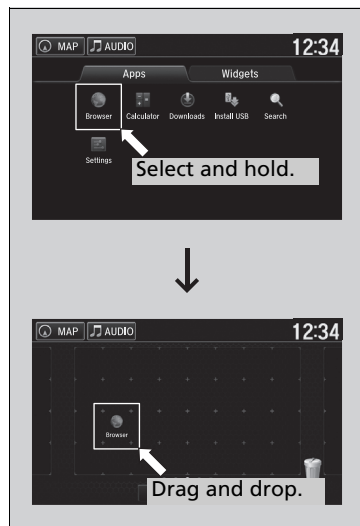 MAP AUDIO 12:34
Apps Widgets
Browser Calculator Downloads Install USB Search
Settings
Select and hold.
MAP AUDIO 12:34
Browser
Drag and drop.